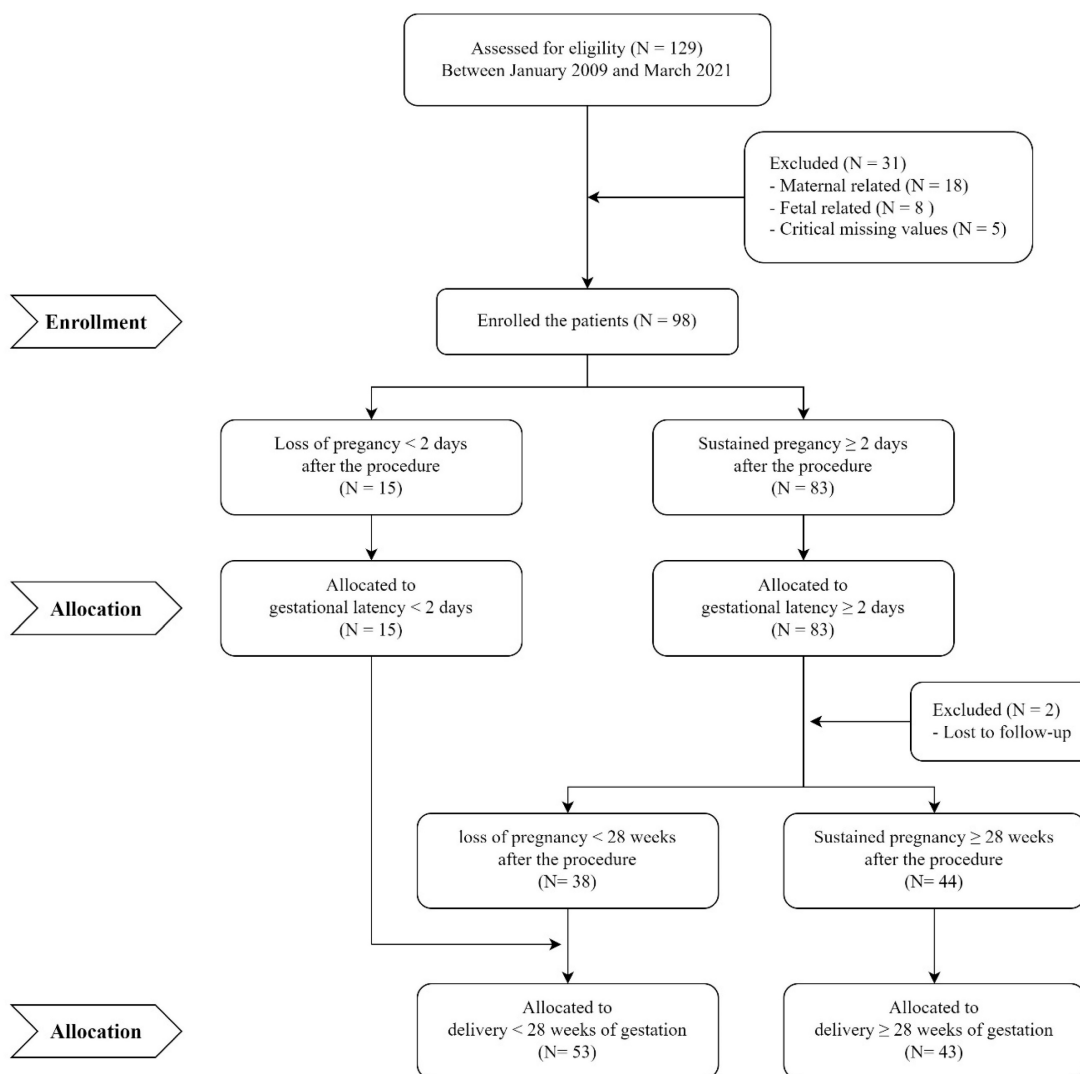 Assessed for eligility (N = 129)
Between January 2009 and March 2021
Excluded (N = 31)
- Maternal related (N = 18)
- Fetal related (N = 8 )
- Critical missing values (N = 5)
Enrollment
Enrolled the patients (N = 98)
Loss of pregancy < 2 days
after the procedure
(N = 15)
Sustained pregancy ≥ 2 days
after the procedure
(N = 83)
Allocation
Allocated to
gestational latency < 2 days
(N = 15)
Allocated to
gestational latency ≥ 2 days
(N = 83)
Excluded (N = 2)
- Lost to follow-up
loss of pregnancy < 28 weeks
after the procedure
(N= 38)
Sustained pregnancy ≥ 28 weeks
after the procedure
(N= 44)
Allocation
Allocated to
delivery < 28 weeks of gestation
(N= 53)
Allocated to
delivery ≥ 28 weeks of gestation
(N= 43)